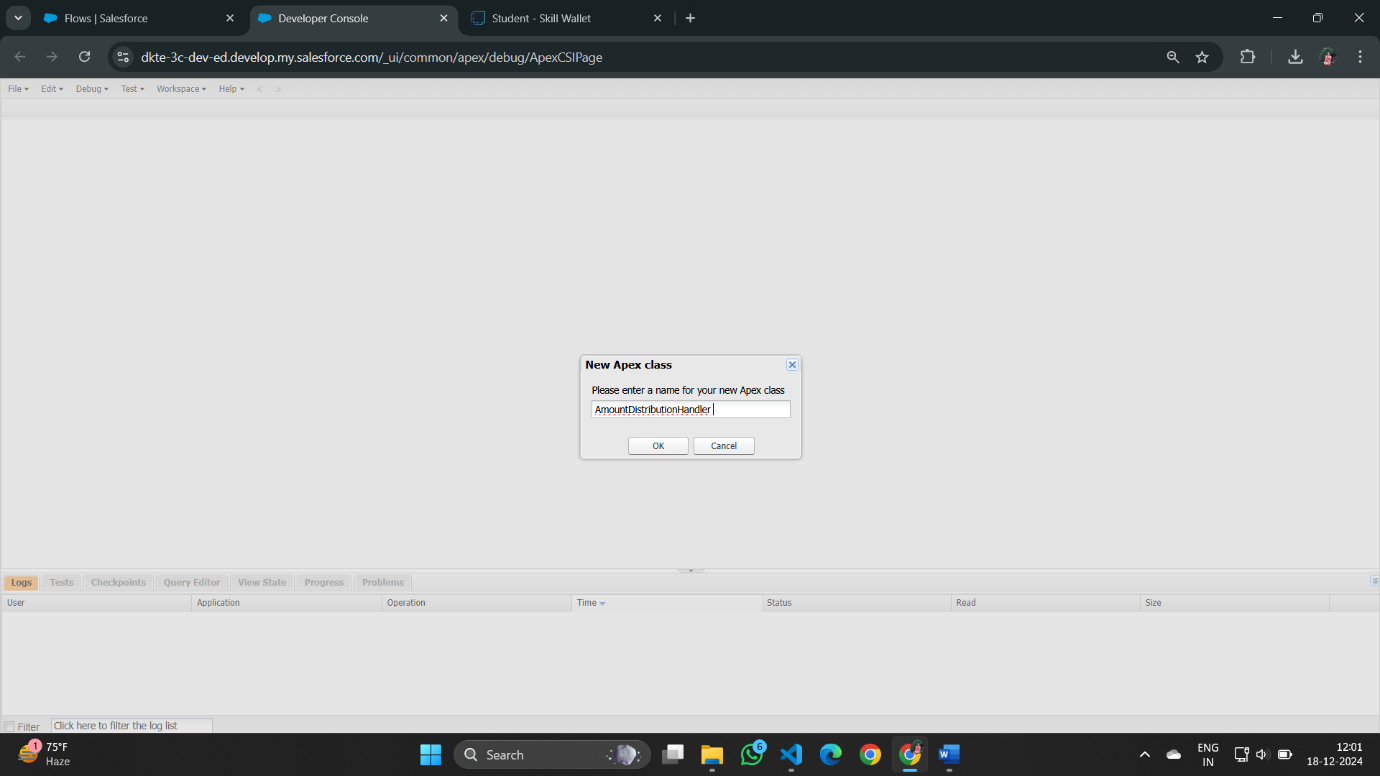 Flows | Salesforce
Developer Console
Student - Skill Wallet
dkte-3c-dev-ed.develop.my.salesforce.com/_ui/common/apex/debug/ApexCSIPage
File Edit Debug Test Workspace Help < >
New Apex class
Please enter a name for your new Apex class
AmountDistributionHandler
OK Cancel
Logs Tests Checkpoints Query Editor View State Progress Problems
User Application Operation Time Status Read Size
Filter Click here to filter the log list
1 75°F
Haze
Search
6
ENG
IN
12:01
18-12-2024